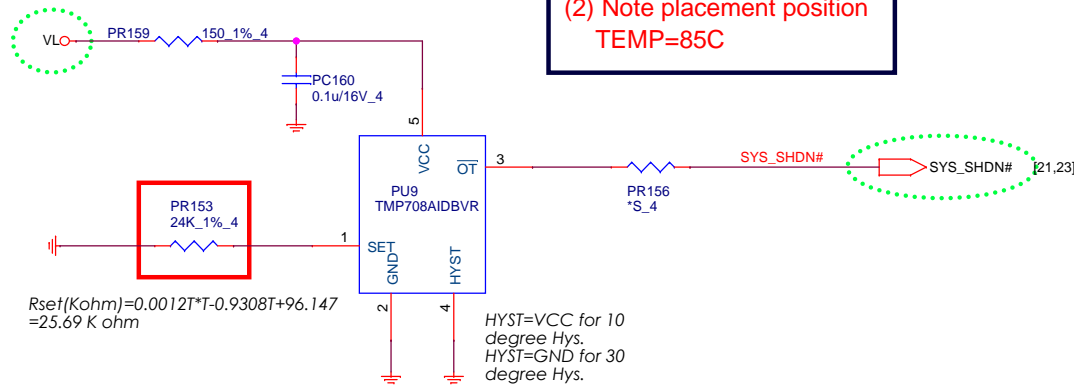 (2) Note placement position
TEMP=85C
VL
PR159
150_1%_4
PC160
0.1u/16V_4
5
VCC
3
OT
SYS_SHDN#
SYS_SHDN#
[21,23]
PR156
*S_4
PU9
TMP708AIDBVR
PR153
24K_1%_4
1
SET
GND
HYST
2
4
Rset(Kohm)=0.0012T*T-0.9308T+96.147
=25.69 K ohm
HYST=VCC for 10
degree Hys.
HYST=GND for 30
degree Hys.